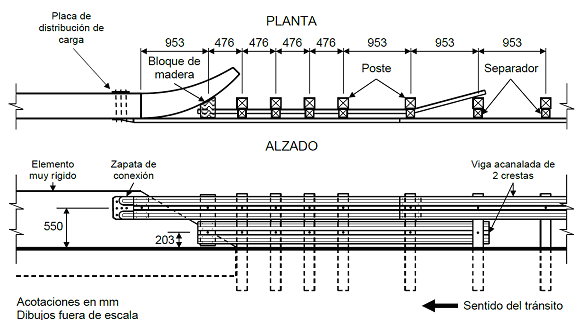 PLANTA
Placa de
distribución de
carga
953
476
476
476
476
953
953
953
Bloque de
madera
Poste
Separador
ALZADO
Elemento
muy rígido
Zapata de
conexión
Viga acanalada de
2 crestas
550
203
Acotaciones en mm
Dibujos fuera de escala
Sentido del tránsito